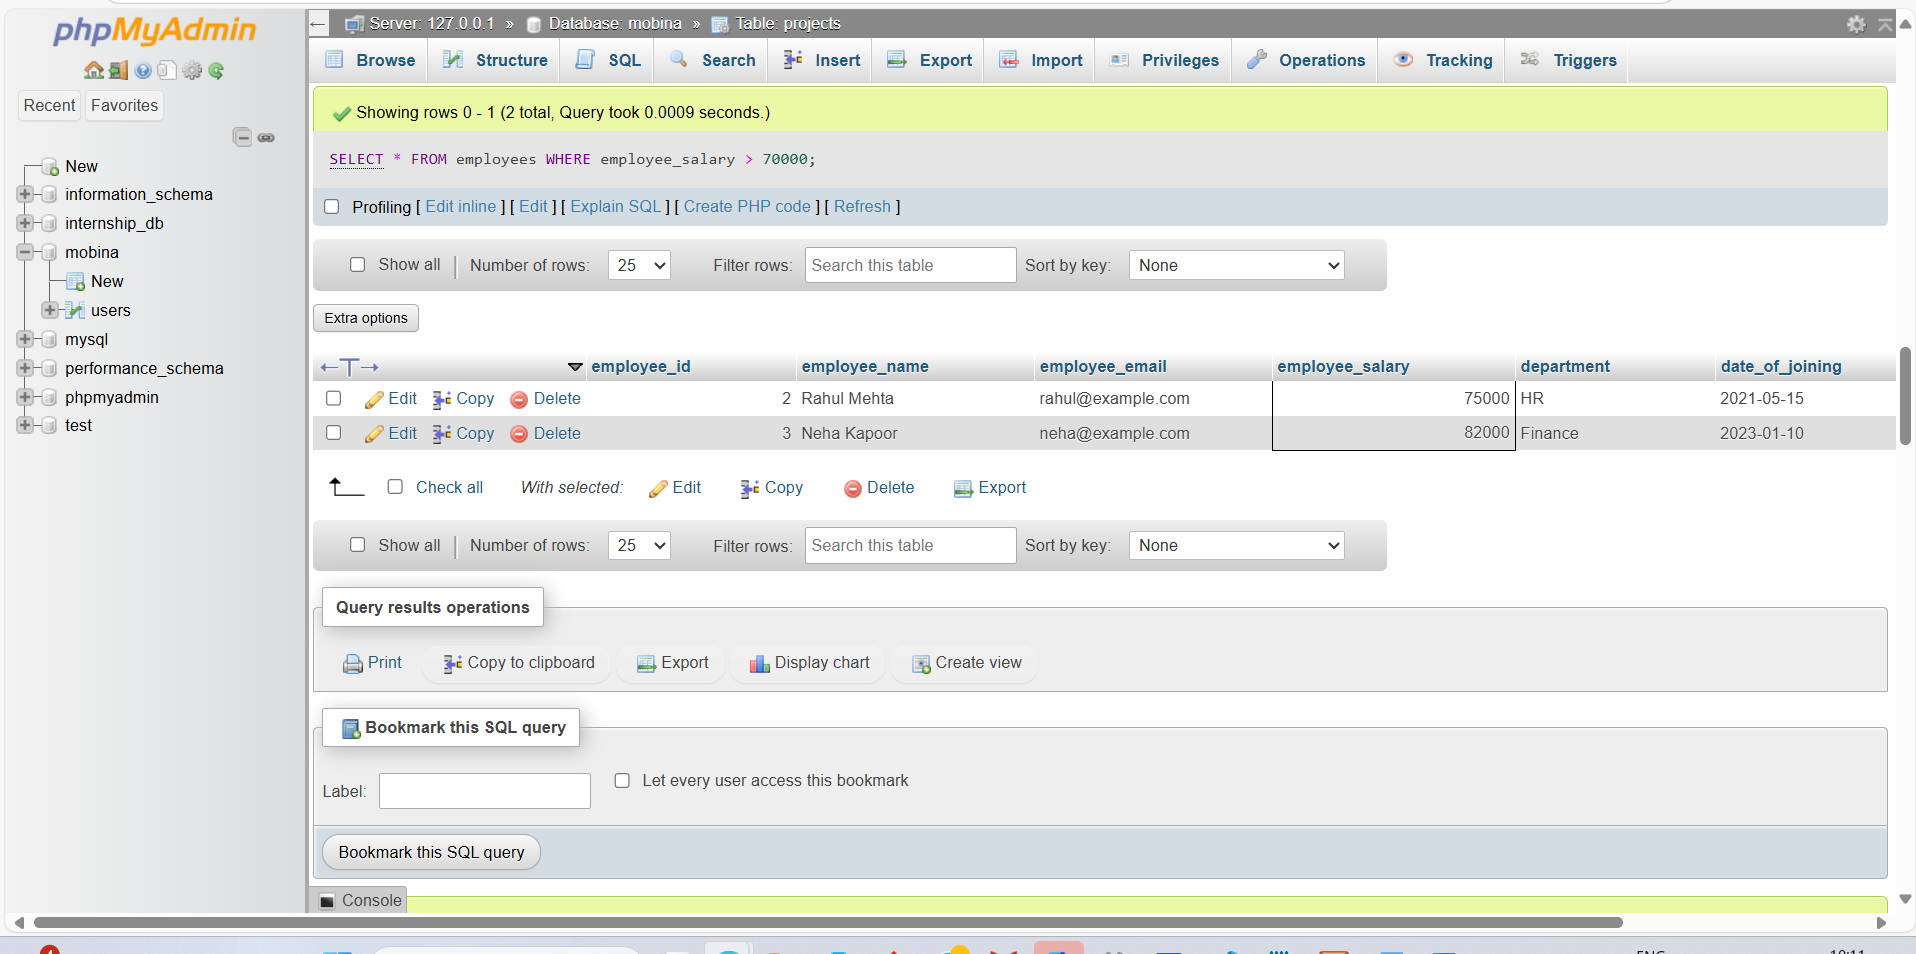 phpMyAdmin
Recent Favorites
New
information_schema
internship_db
mobina
New
users
mysql
performance_schema
phpmyadmin
test
Server: 127.0.0.1 » Database: mobina » Table: projects
Browse Structure SQL Search Insert Export Import Privileges Operations Tracking Triggers
Showing rows 0 - 1 (2 total, Query took 0.0009 seconds.)
SELECT * FROM employees WHERE employee_salary > 70000;
Profiling [ Edit inline ] [ Edit ] [ Explain SQL ] [ Create PHP code ] [ Refresh ]
Show all | Number of rows: 25 Filter rows: Search this table Sort by key: None
Extra options
←T→ employee_id employee_name employee_email employee_salary department date_of_joining
Edit Copy Delete 2 Rahul Mehta rahul@example.com 75000 HR 2021-05-15
Edit Copy Delete 3 Neha Kapoor neha@example.com 82000 Finance 2023-01-10
Check all With selected: Edit Copy Delete Export
Show all | Number of rows: 25 Filter rows: Search this table Sort by key: None
Query results operations
Print Copy to clipboard Export Display chart Create view
Bookmark this SQL query
Label: Let every user access this bookmark
Bookmark this SQL query
Console